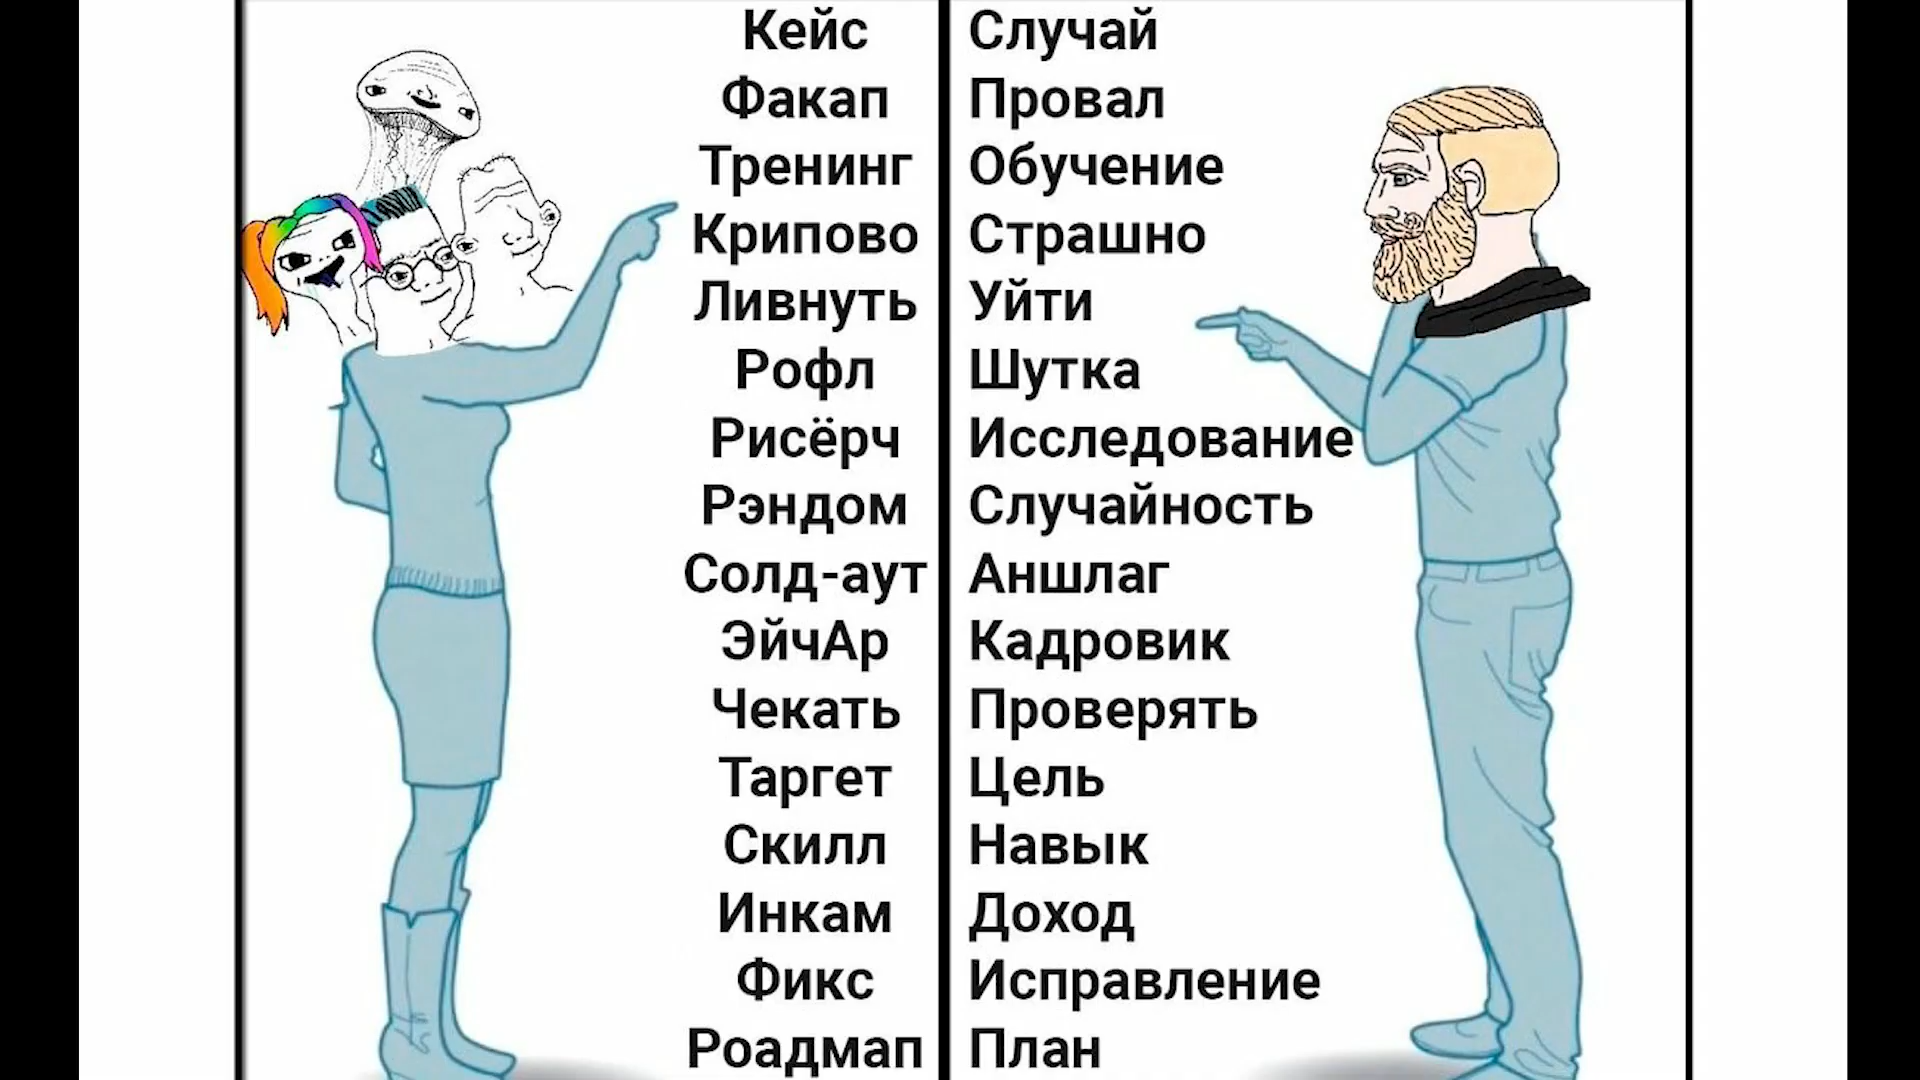 Кейс Случай
Факап Провал
Тренинг Обучение
Крипово Страшно
Ливнуть Уйти
Рофл Шутка
Рисёрч Исследование
Рэндом Случайность
Солд-аут Аншлаг
ЭйчАр Кадровик
Чекать Проверять
Таргет Цель
Скилл Навык
Инкам Доход
Фикс Исправление
Роадмап План